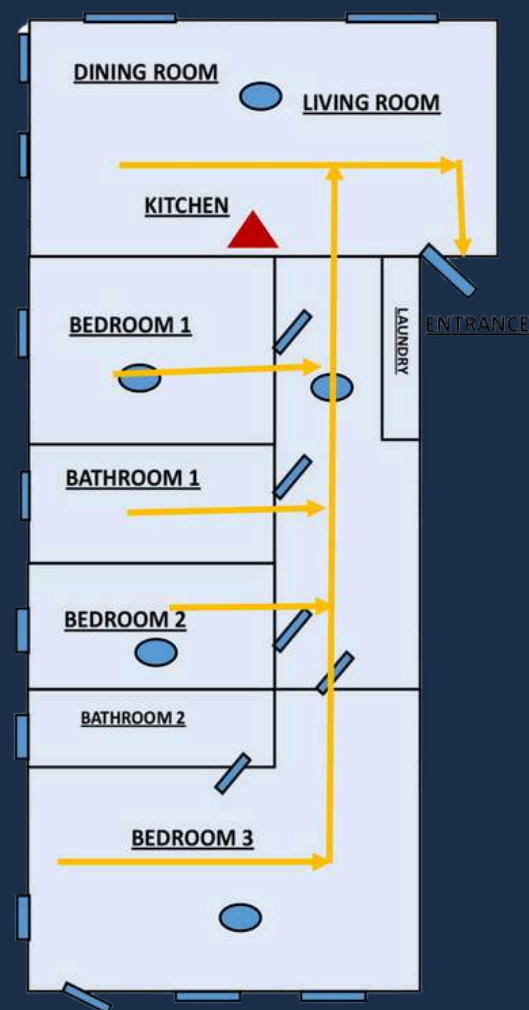 DINING ROOM
LIVING ROOM
KITCHEN
BEDROOM 1
LAUNDRY
ENTRANCE
BATHROOM 1
BEDROOM 2
BATHROOM 2
BEDROOM 3